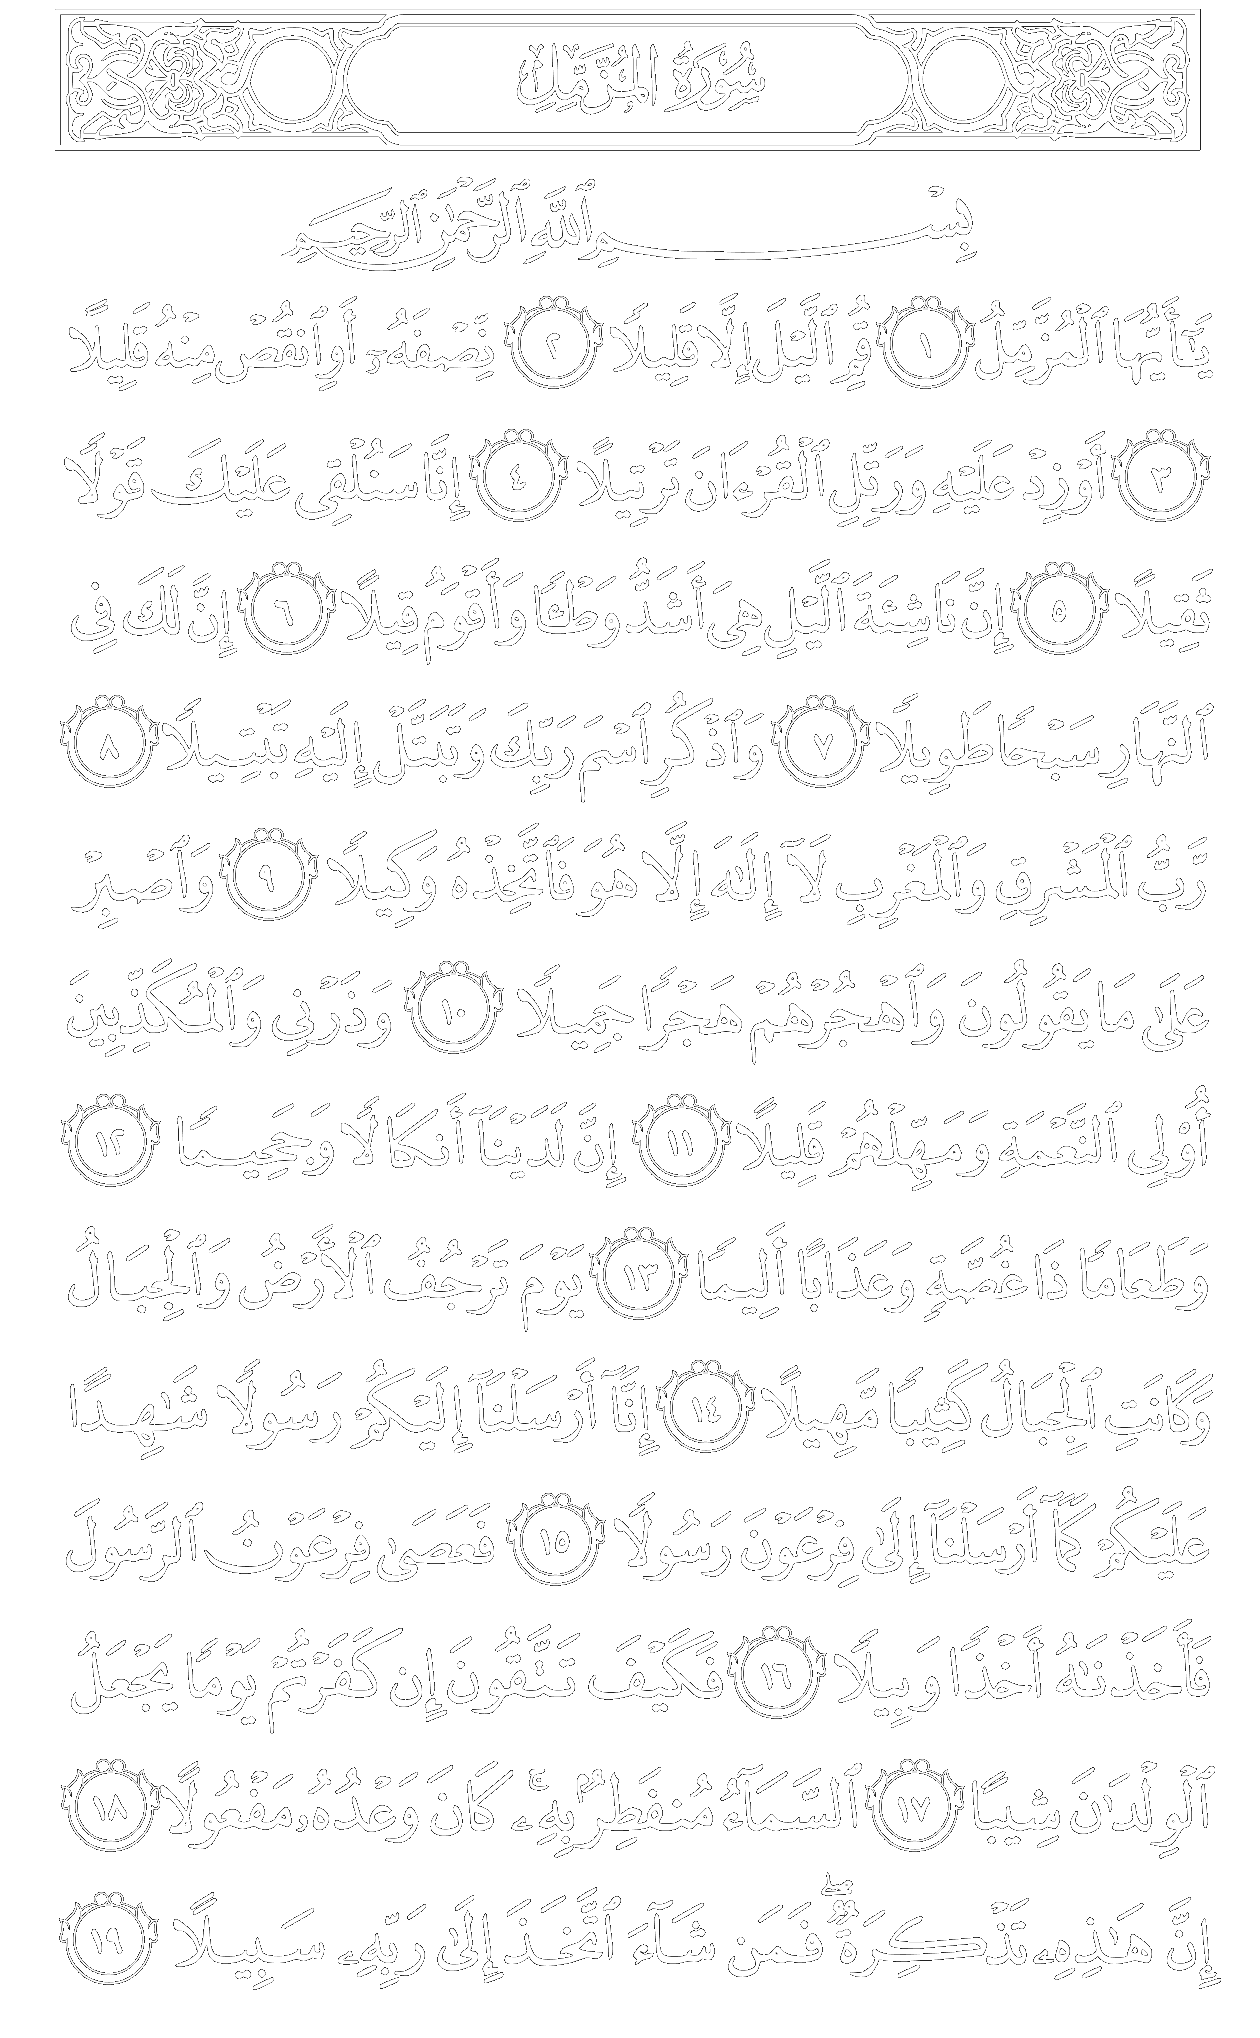 سُورَةُ المُزَّمِّلِ
بِسْمِ ٱللَّهِ ٱلرَّحْمَٰنِ ٱلرَّحِيمِ
يَٰٓأَيُّهَا ٱلْمُزَّمِّلُ ١ قُمِ ٱلَّيْلَ إِلَّا قَلِيلًا ٢ نِّصْفَهُۥٓ أَوِ ٱنقُصْ مِنْهُ قَلِيلًا
٣ أَوْ زِدْ عَلَيْهِ وَرَتِّلِ ٱلْقُرْءَانَ تَرْتِيلًا ٤ إِنَّا سَنُلْقِى عَلَيْكَ قَوْلًا
ثَقِيلًا ٥ إِنَّ نَاشِئَةَ ٱلَّيْلِ هِىَ أَشَدُّ وَطْـًٔا وَأَقْوَمُ قِيلًا ٦ إِنَّ لَكَ فِى
ٱلنَّهَارِ سَبْحًا طَوِيلًا ٧ وَٱذْكُرِ ٱسْمَ رَبِّكَ وَتَبَتَّلْ إِلَيْهِ تَبْتِيلًا ٨
رَّبُّ ٱلْمَشْرِقِ وَٱلْمَغْرِبِ لَآ إِلَٰهَ إِلَّا هُوَ فَٱتَّخِذْهُ وَكِيلًا ٩ وَٱصْبِرْ
عَلَىٰ مَا يَقُولُونَ وَٱهْجُرْهُمْ هَجْرًا جَمِيلًا ١٠ وَذَرْنِى وَٱلْمُكَذِّبِينَ
أُو۟لِى ٱلنَّعْمَةِ وَمَهِّلْهُمْ قَلِيلًا ١١ إِنَّ لَدَيْنَآ أَنكَالًا وَجَحِيمًا ١٢
وَطَعَامًا ذَا غُصَّةٍ وَعَذَابًا أَلِيمًا ١٣ يَوْمَ تَرْجُفُ ٱلْأَرْضُ وَٱلْجِبَالُ
وَكَانَتِ ٱلْجِبَالُ كَثِيبًا مَّهِيلًا ١٤ إِنَّآ أَرْسَلْنَآ إِلَيْكُمْ رَسُولًا شَٰهِدًا
عَلَيْكُمْ كَمَآ أَرْسَلْنَآ إِلَىٰ فِرْعَوْنَ رَسُولًا ١٥ فَعَصَىٰ فِرْعَوْنُ ٱلرَّسُولَ
فَأَخَذْنَٰهُ أَخْذًا وَبِيلًا ١٦ فَكَيْفَ تَتَّقُونَ إِن كَفَرْتُمْ يَوْمًا يَجْعَلُ
ٱلْوِلْدَٰنَ شِيبًا ١٧ ٱلسَّمَآءُ مُنفَطِرٌۢ بِهِۦ ۚ كَانَ وَعْدُهُۥ مَفْعُولًا ١٨
إِنَّ هَٰذِهِۦ تَذْكِرَةٌ ۖ فَمَن شَآءَ ٱتَّخَذَ إِلَىٰ رَبِّهِۦ سَبِيلًا ١٩